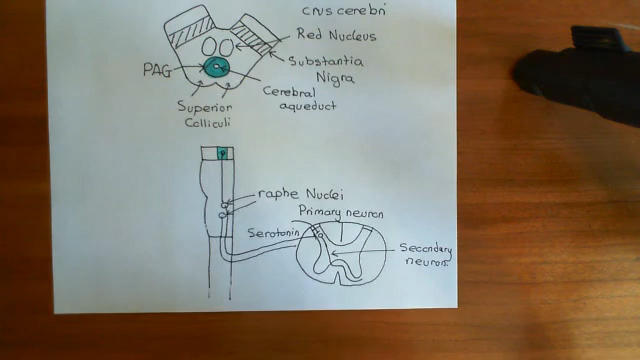 crus cerebri
Red Nucleus
Substantia
Nigra
PAG
Cerebral
aqueduct
Superior
Colliculi
raphe Nuclei
Primary neuron
Serotonin
Secondary
neuron